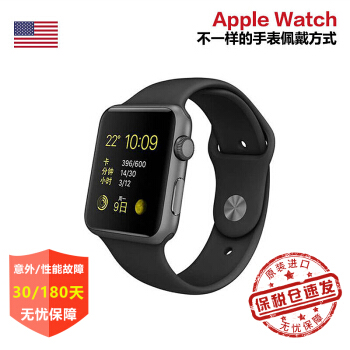 Apple Watch
不一样的手表佩戴方式
22° 10:09
卡 396/600
分钟 14/30
小时 3/12
周一
9日
意外/性能故障
30/180天
无忧保障
原装进口
保税仓速发
无忧保障